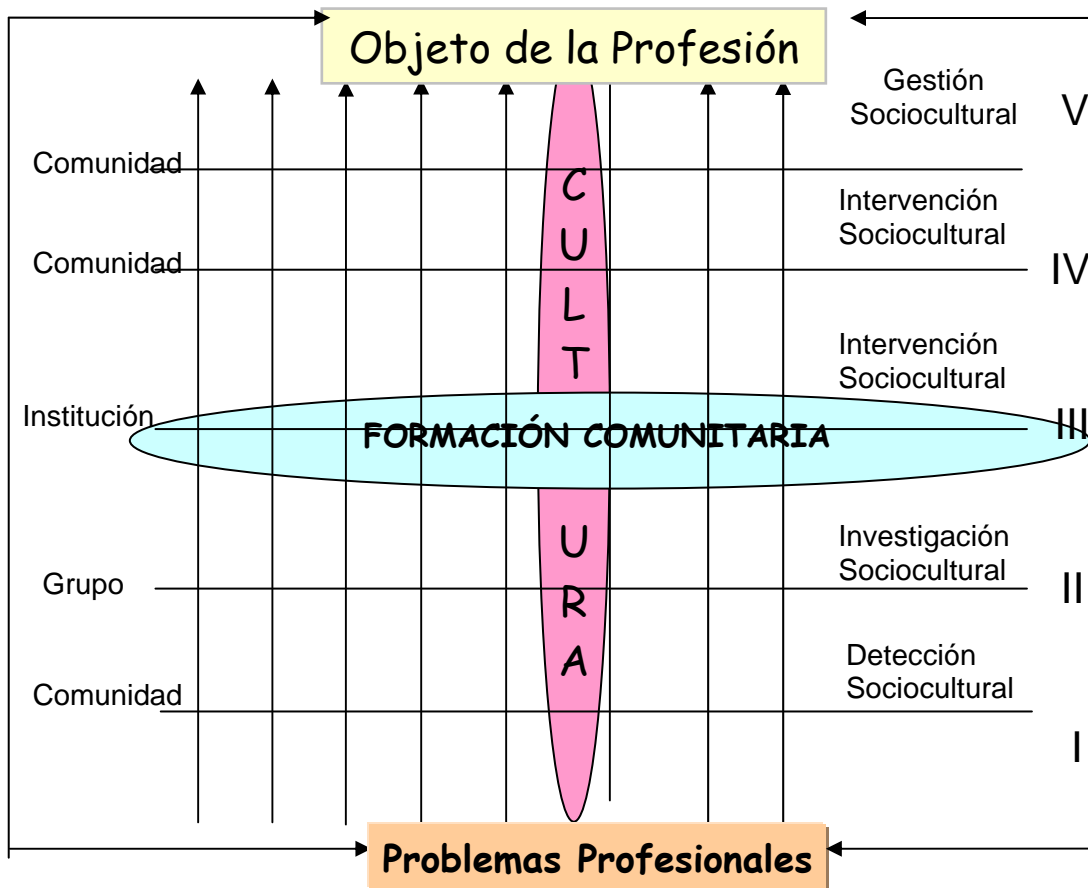 Objeto de la Profesión
Gestión
Sociocultural
V
Comunidad
Intervención
Sociocultural
Comunidad
IV
Intervención
Sociocultural
Institución
FORMACIÓN COMUNITARIA
III
CULTURA
Investigación
Sociocultural
Grupo
II
Detección
Sociocultural
Comunidad
I
Problemas Profesionales